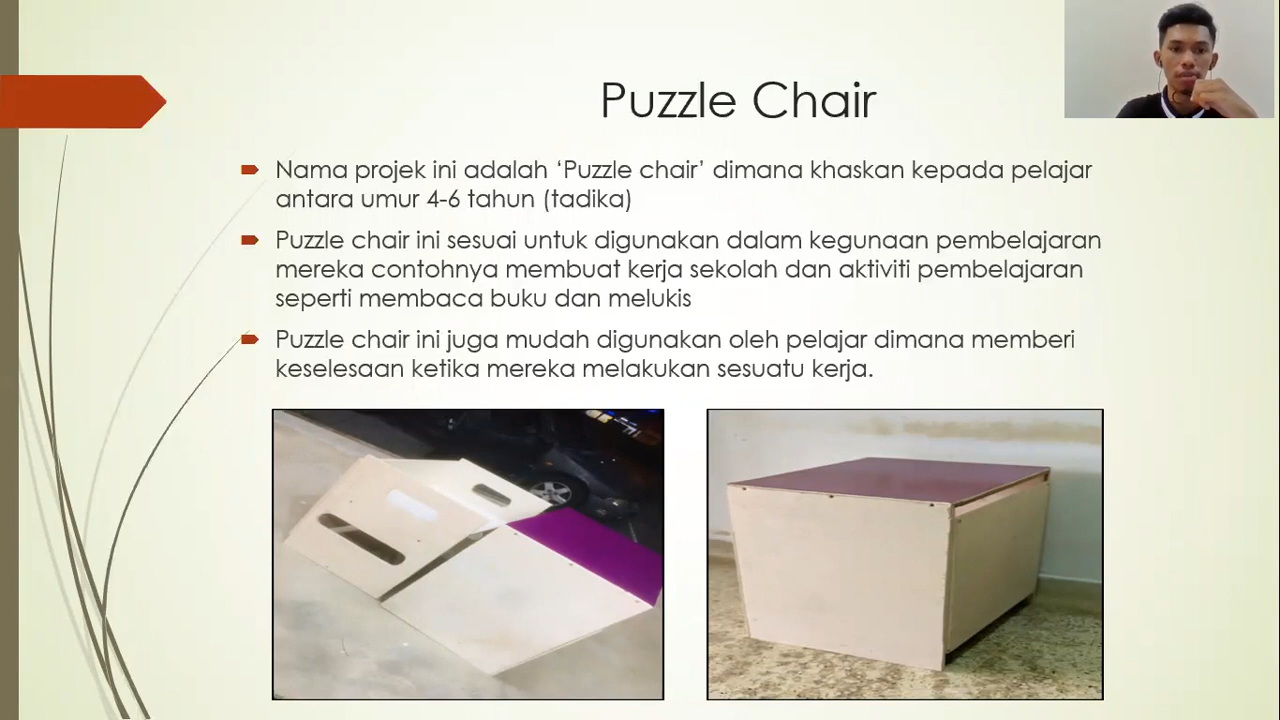 Puzzle Chair
Nama projek ini adalah ‘Puzzle chair’ dimana khaskan kepada pelajar
antara umur 4-6 tahun (tadika)
Puzzle chair ini sesuai untuk digunakan dalam kegunaan pembelajaran
mereka contohnya membuat kerja sekolah dan aktiviti pembelajaran
seperti membaca buku dan melukis
Puzzle chair ini juga mudah digunakan oleh pelajar dimana memberi
keselesaan ketika mereka melakukan sesuatu kerja.